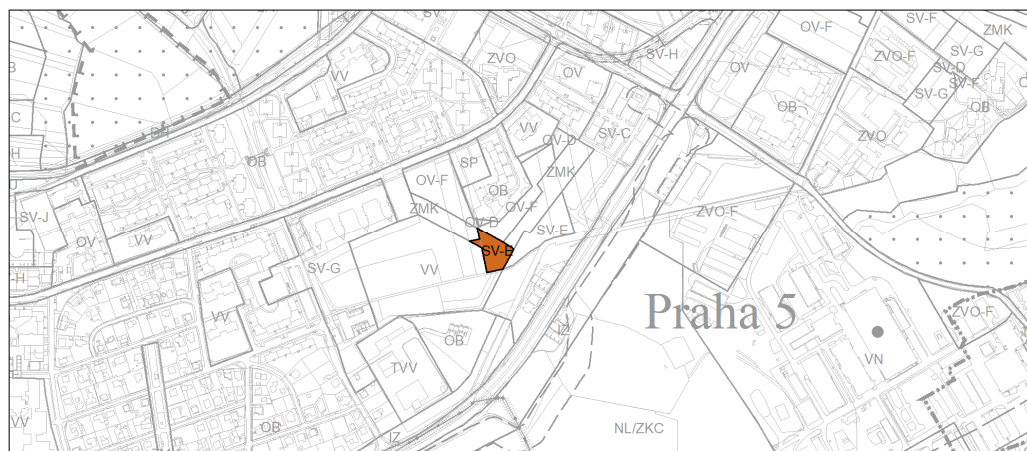 SV
SV-H
OV-F
SV-F
ZMK
ZVO-F
SV-G
SV-D
SV-F
SV-G
OB
VV
ZVO
OV
OV
OB
ZVO
VV
OV-D
SV-C
OB
SP
ZMK
OV-F
OB
ZMK
OV-F
OV-D
SV-F
ZVO-F
SV-J
OV
VV
SV-G
VV
SV-E
Praha 5
VV
OB
TVV
IZ
VN
ZVO-F
VV
OB
IZ
NL/ZKC